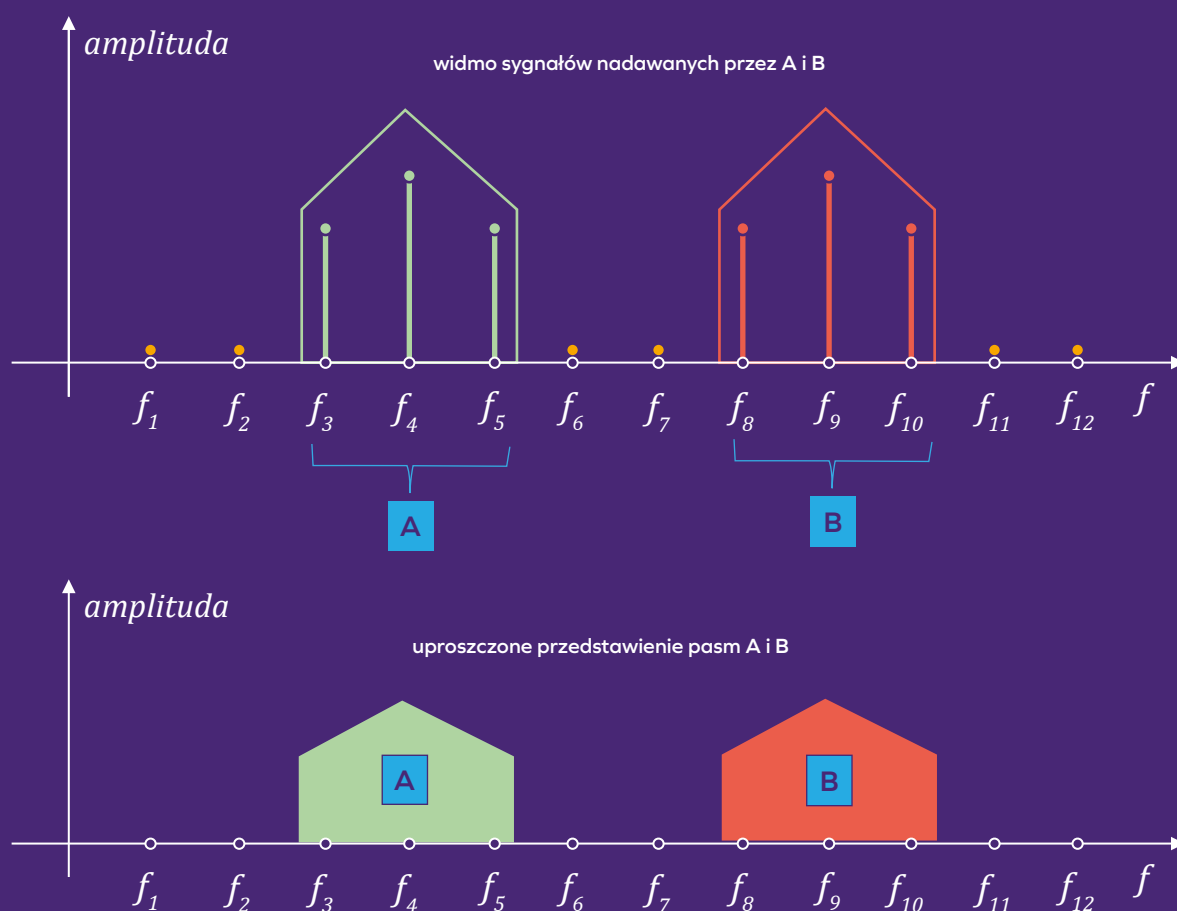 amplituda
widmo sygnałów nadawanych przez A i B
f1 f2 f3 f4 f5 f6 f7 f8 f9 f10 f11 f12 f
A B
amplituda
uproszczone przedstawienie pasm A i B
A B
f1 f2 f3 f4 f5 f6 f7 f8 f9 f10 f11 f12 f